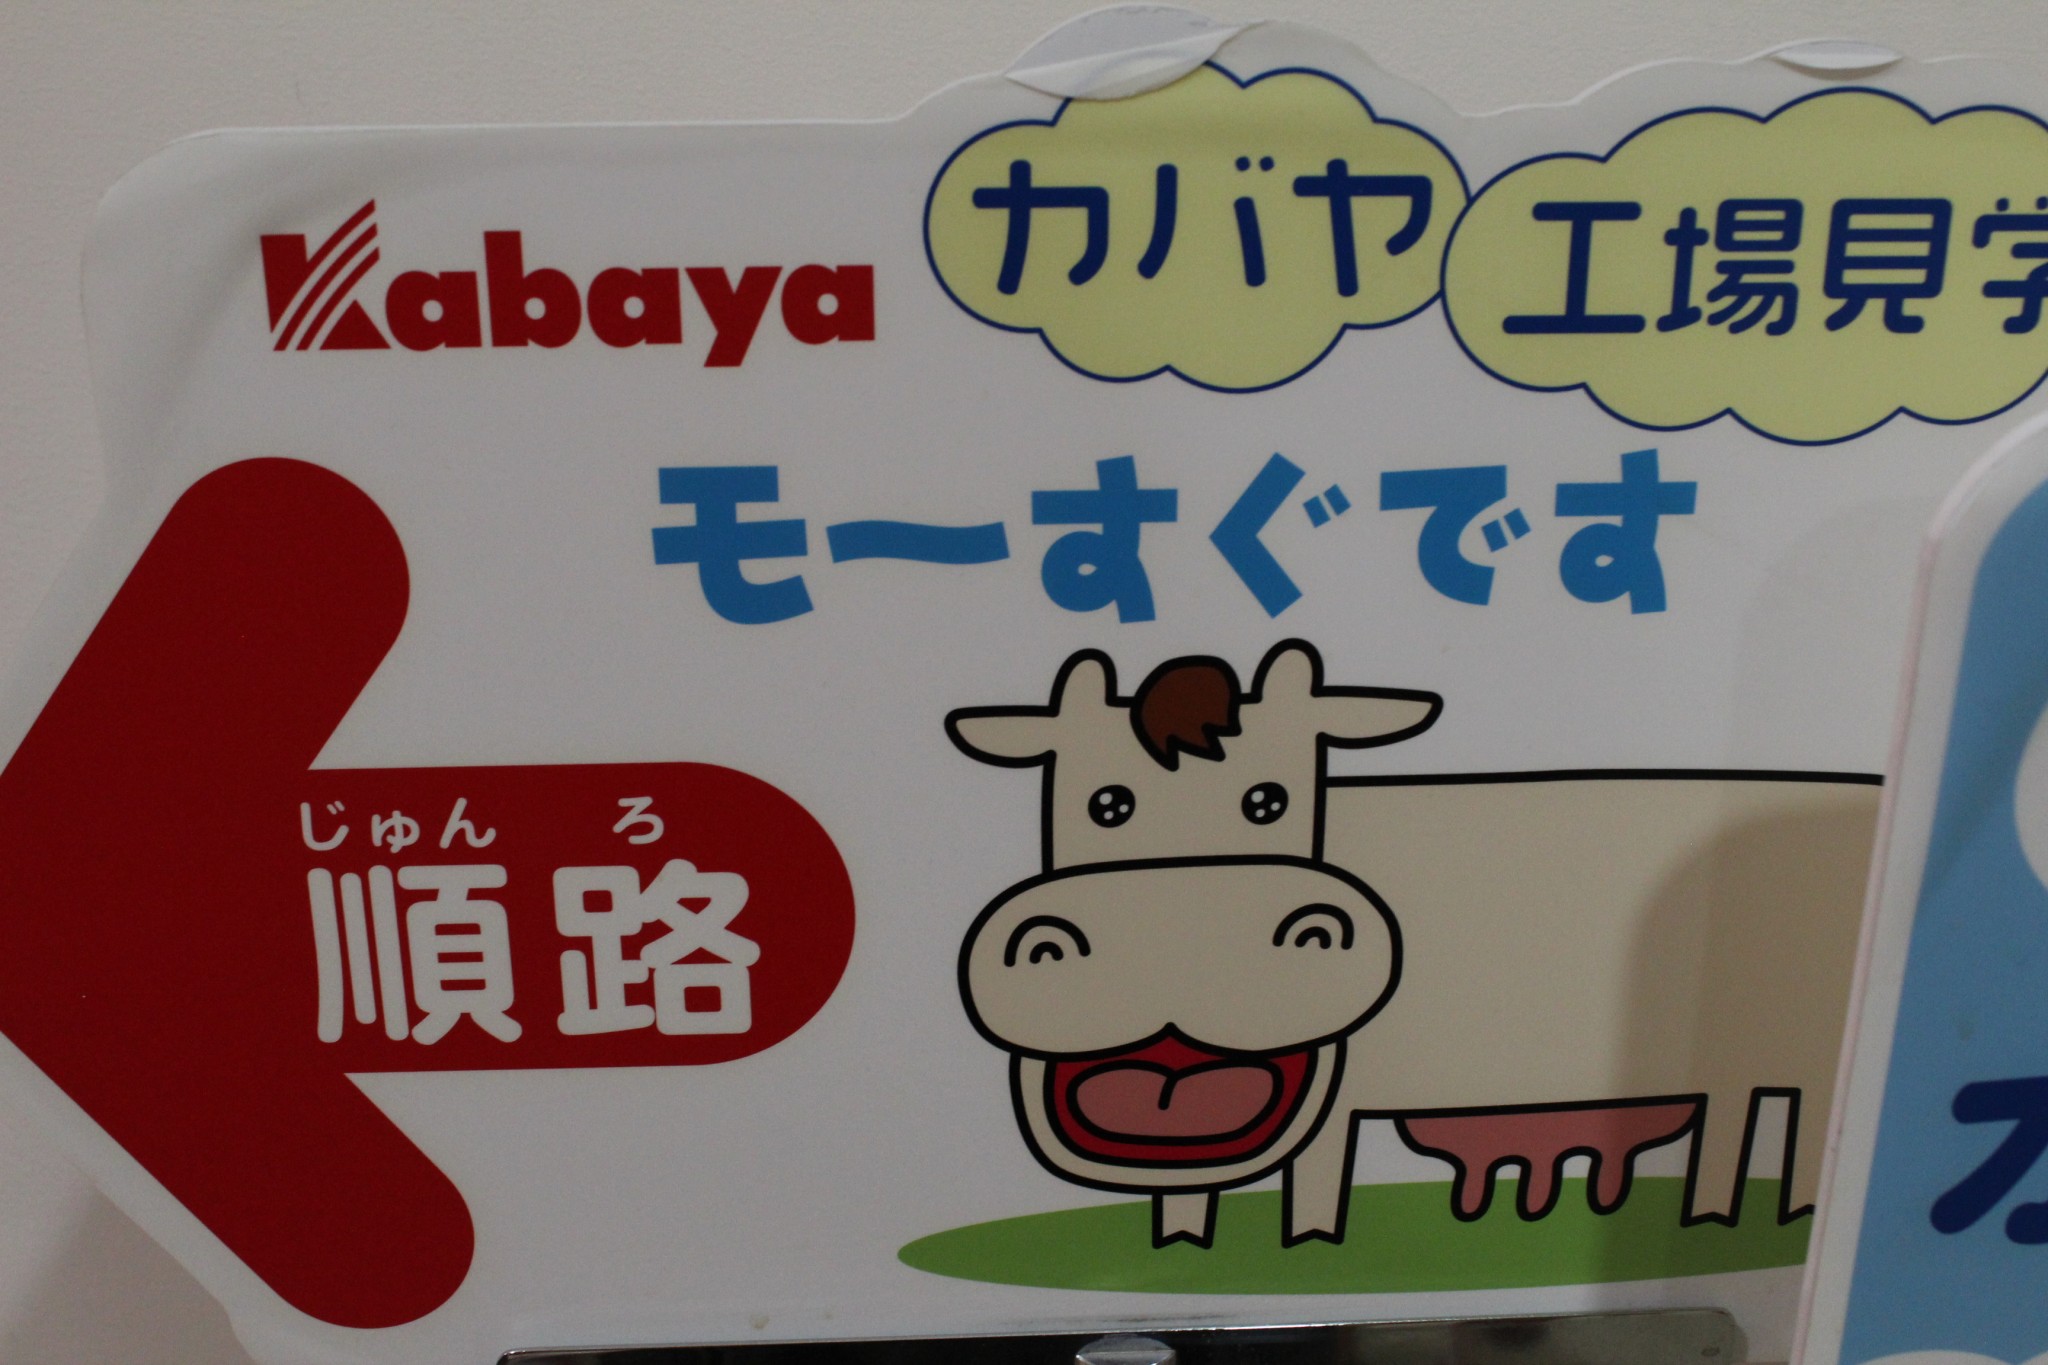 Kabaya
カバヤ
工場見学
モーすぐです
じゅんろ
順路
カ